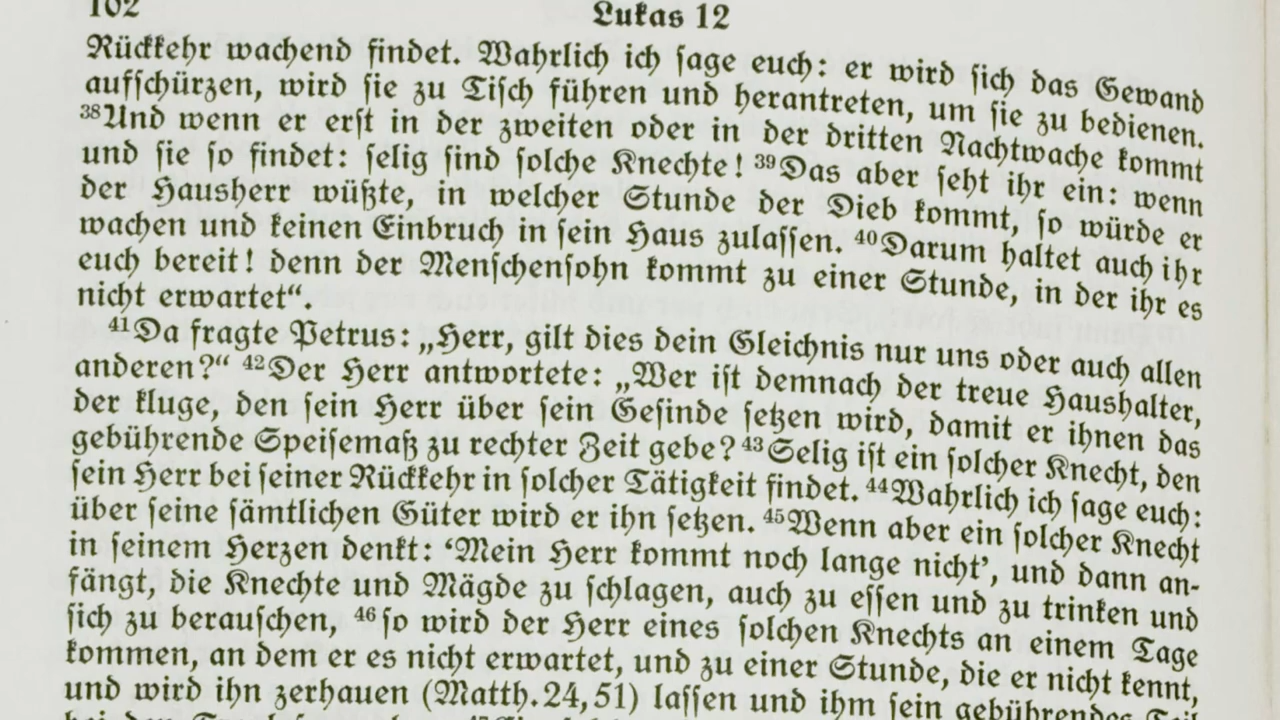 102
Lukas 12
Rückkehr wachend findet. Wahrlich ich sage euch: er wird sich das Gewand
aufschürzen, wird sie zu Tisch führen und herantreten, um sie zu bedienen.
³⁸Und wenn er erst in der zweiten oder in der dritten Nachtwache kommt
und sie so findet: selig sind solche Knechte! ³⁹Das aber seht ihr ein: wenn
der Hausherr wüßte, in welcher Stunde der Dieb kommt, so würde er
wachen und keinen Einbruch in sein Haus zulassen. ⁴⁰Darum haltet auch ihr
euch bereit! denn der Menschensohn kommt zu einer Stunde, in der ihr es
nicht erwartet“.
⁴¹Da fragte Petrus: „Herr, gilt dies dein Gleichnis nur uns oder auch allen
anderen?“ ⁴²Der Herr antwortete: „Wer ist demnach der treue Haushalter,
der kluge, den sein Herr über sein Gesinde setzen wird, damit er ihnen das
gebührende Speisemaß zu rechter Zeit gebe? ⁴³Selig ist ein solcher Knecht, den
sein Herr bei seiner Rückkehr in solcher Tätigkeit findet. ⁴⁴Wahrlich ich sage euch:
über seine sämtlichen Güter wird er ihn setzen. ⁴⁵Wenn aber ein solcher Knecht
in seinem Herzen denkt: ‘Mein Herr kommt noch lange nicht’, und dann an-
fängt, die Knechte und Mägde zu schlagen, auch zu essen und zu trinken und
sich zu berauschen, ⁴⁶so wird der Herr eines solchen Knechts an einem Tage
kommen, an dem er es nicht erwartet, und zu einer Stunde, die er nicht kennt,
und wird ihn zerhauen (Matth. 24, 51) lassen und ihm sein gebührendes Teil